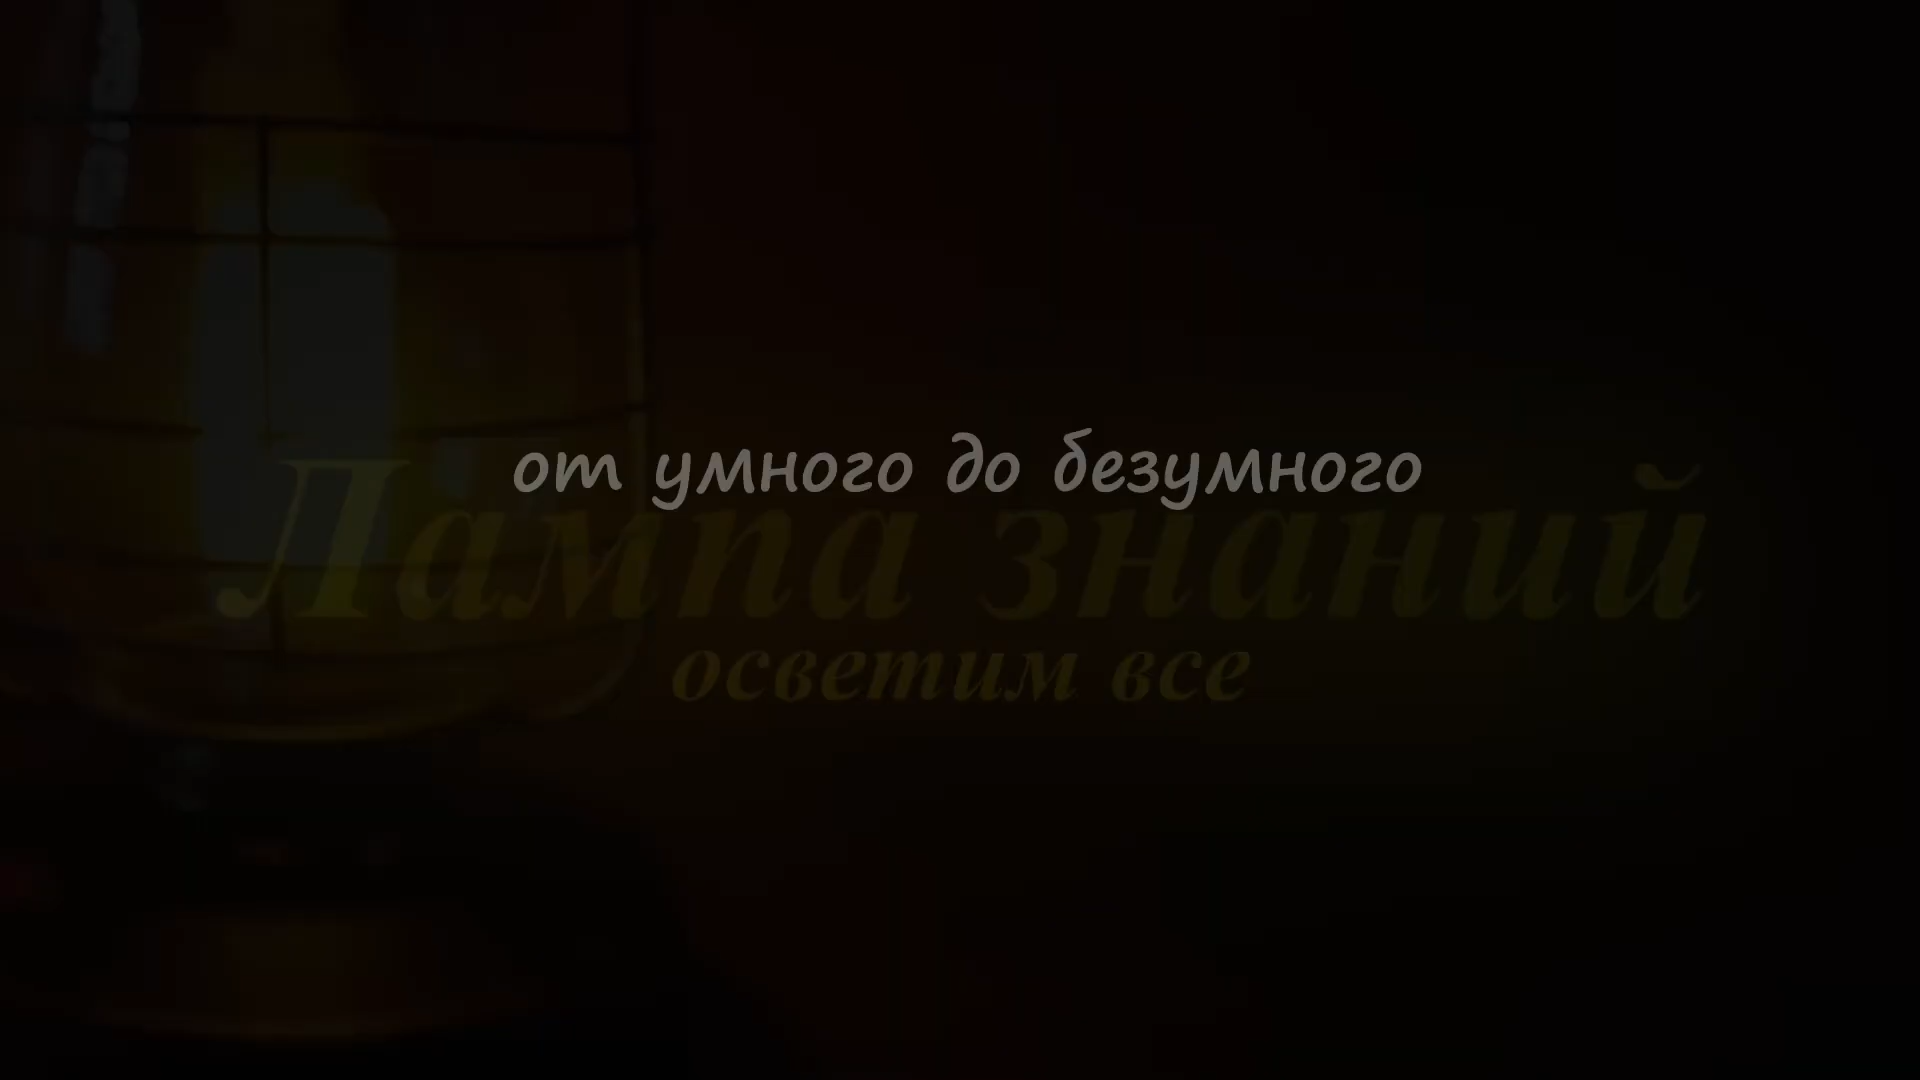 от умного до безумного
Лампа знаний
осветим все